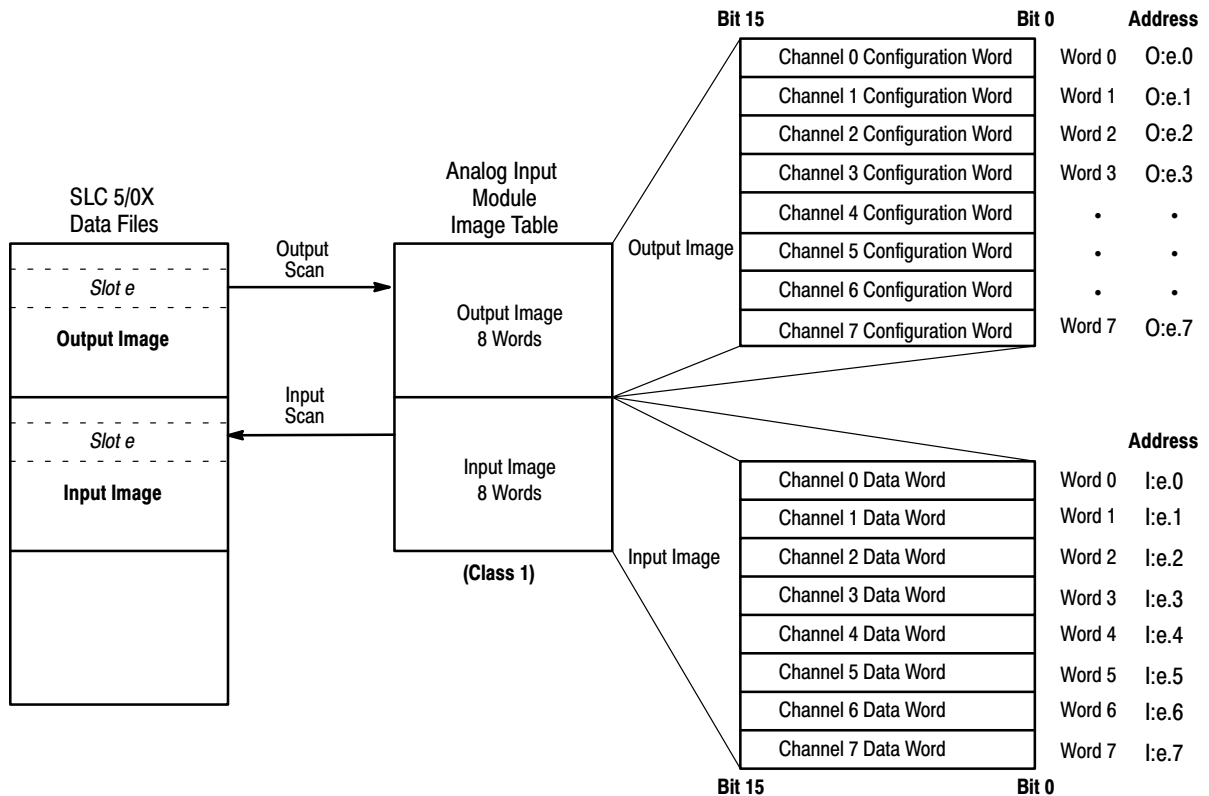 Bit 15 Bit 0 Address
Channel 0 Configuration Word Word 0 O:e.0
Channel 1 Configuration Word Word 1 O:e.1
Channel 2 Configuration Word Word 2 O:e.2
Channel 3 Configuration Word Word 3 O:e.3
Channel 4 Configuration Word • •
Channel 5 Configuration Word • •
Channel 6 Configuration Word • •
Channel 7 Configuration Word Word 7 O:e.7
SLC 5/0X
Data Files
Slot e
Output Image
Slot e
Input Image
Output
Scan
Input
Scan
Analog Input
Module
Image Table
Output Image
8 Words
Input Image
8 Words
(Class 1)
Output Image
Input Image
Address
Channel 0 Data Word Word 0 I:e.0
Channel 1 Data Word Word 1 I:e.1
Channel 2 Data Word Word 2 I:e.2
Channel 3 Data Word Word 3 I:e.3
Channel 4 Data Word Word 4 I:e.4
Channel 5 Data Word Word 5 I:e.5
Channel 6 Data Word Word 6 I:e.6
Channel 7 Data Word Word 7 I:e.7
Bit 15 Bit 0